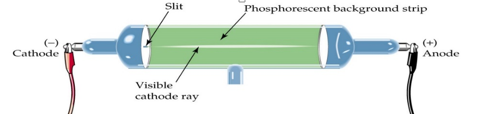 Slit
Phosphorescent background strip
(−)
Cathode
(+)
Anode
Visible
cathode ray